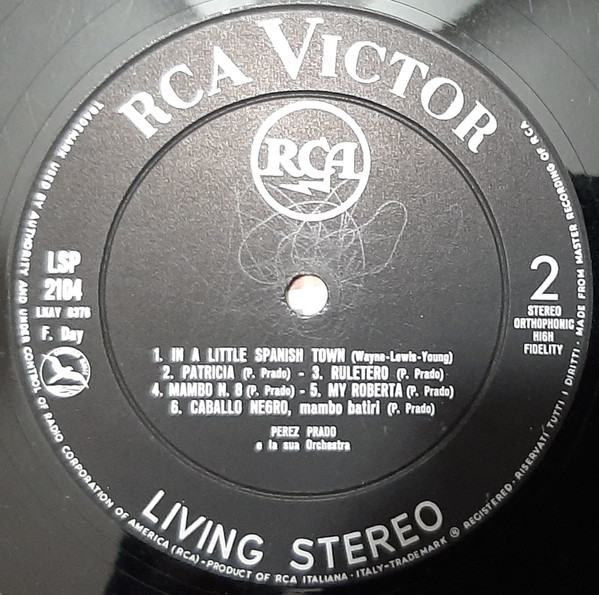 RCA VICTOR
RCA
LSP
2104
LKAY 8376
F. Day
2
STEREO
ORTHOPHONIC
HIGH
FIDELITY
1. IN A LITTLE SPANISH TOWN (Wayne-Lewis-Young)
2. PATRICIA (P. Prado) - 3. RULETERO (P. Prado)
4. MAMBO N. 8 (P. Prado) - 5. MY ROBERTA (P. Prado)
6. CABALLO NEGRO, mambo batiri (P. Prado)
PEREZ PRADO
e la sua Orchestra
LIVING STEREO
TRADEMARK USED BY AUTHORITY AND UNDER CONTROL OF RADIO CORPORATION OF AMERICA (RCA) - PRODUCT OF RCA ITALIANA - ITALY - TRADEMARK ® REGISTERED - RISERVATI TUTTI I DIRITTI - MADE FROM MASTER RECORDING OF RCA